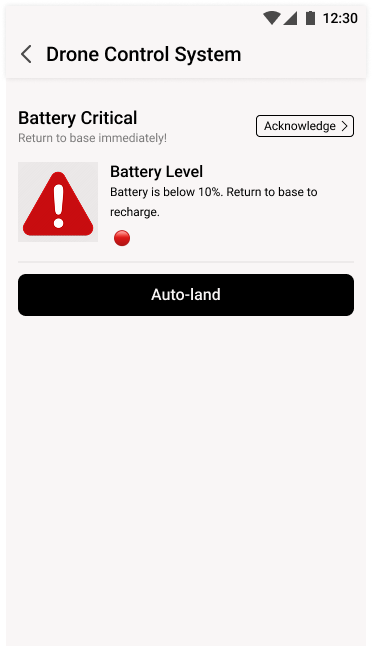 12:30
Drone Control System
Battery Critical
Return to base immediately!
Acknowledge
Battery Level
Battery is below 10%. Return to base to
recharge.
Auto-land